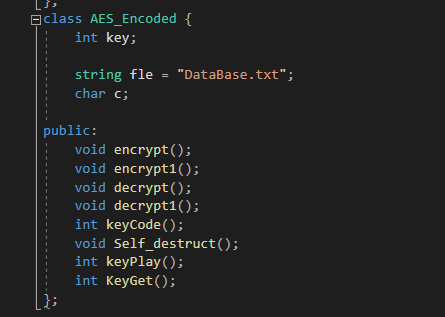 };
class AES_Encoded {
int key;
string fle = "DataBase.txt";
char c;
public:
void encrypt();
void encrypt1();
void decrypt();
void decrypt1();
int keyCode();
void Self_destruct();
int keyPlay();
int KeyGet();
};